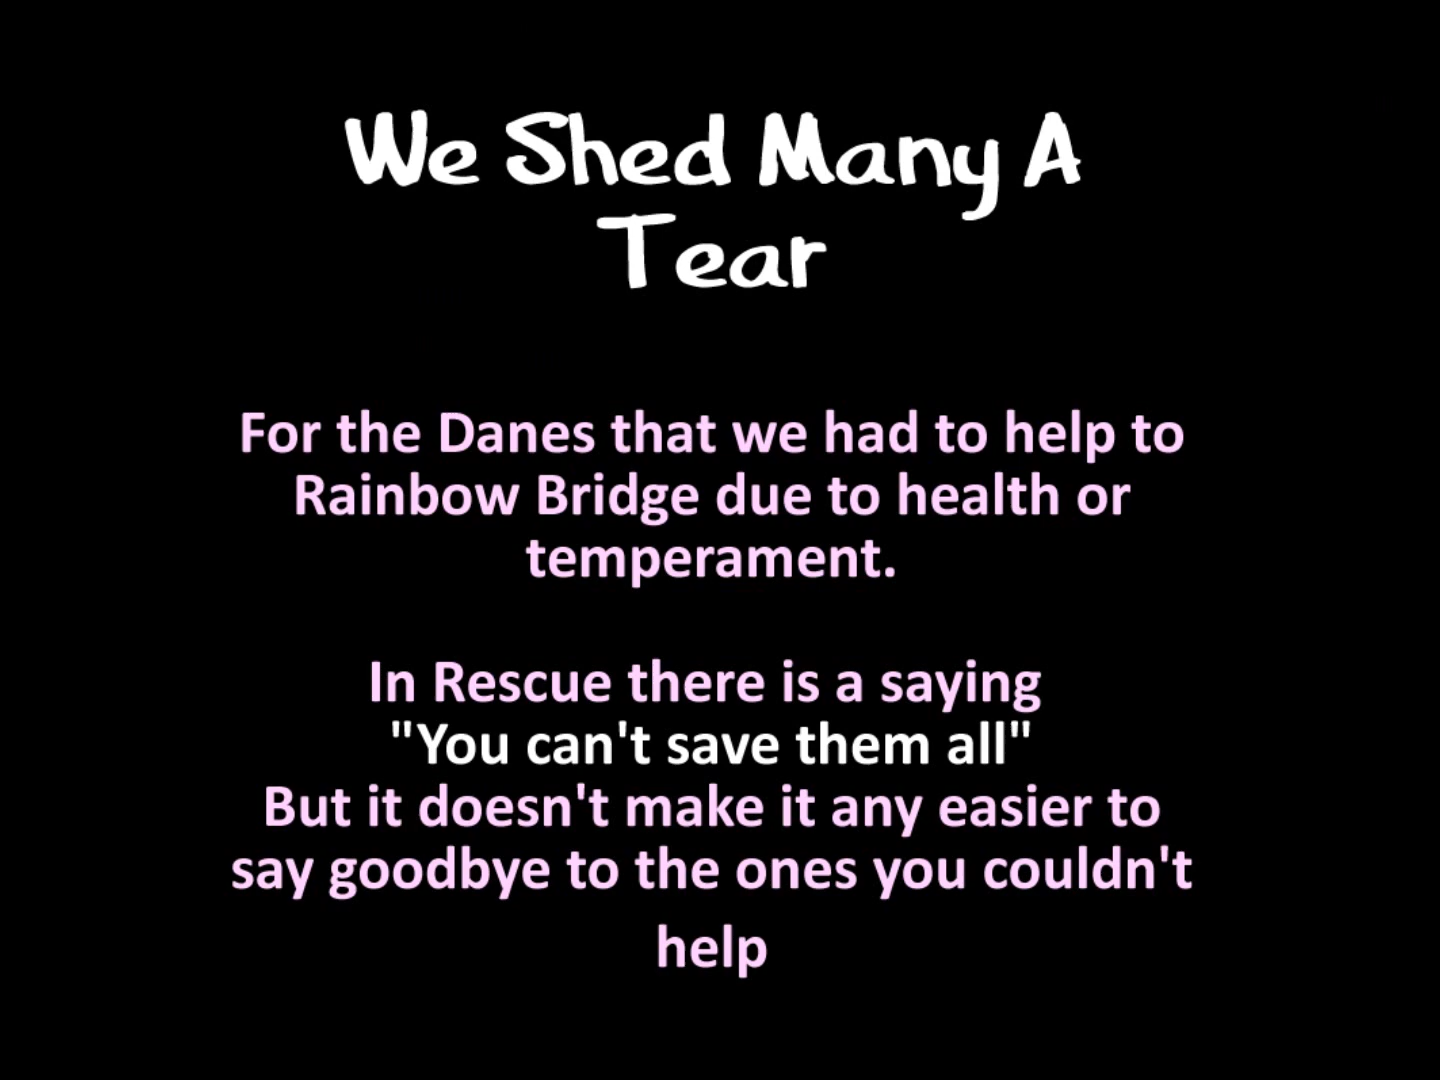 We Shed Many A
Tear
For the Danes that we had to help to
Rainbow Bridge due to health or
temperament.
In Rescue there is a saying
"You can't save them all"
But it doesn't make it any easier to
say goodbye to the ones you couldn't
help